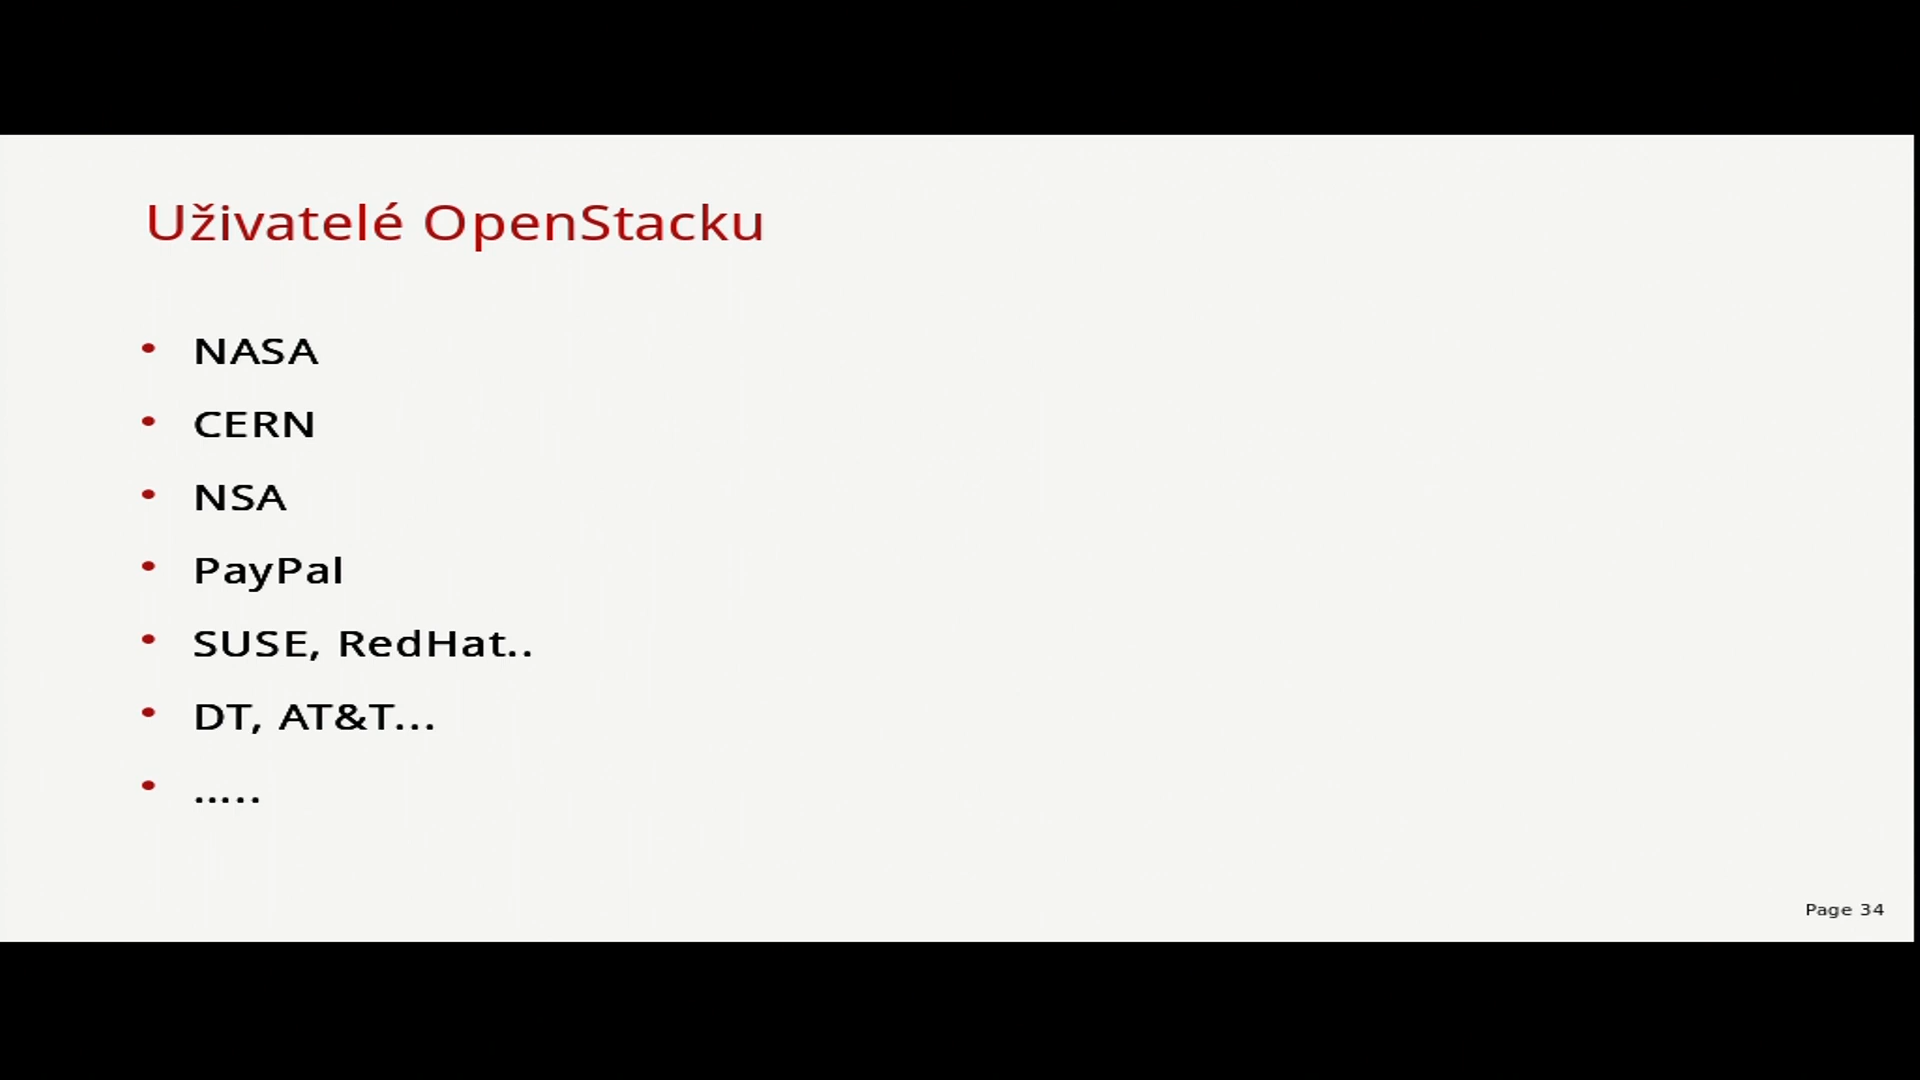 Uživatelé OpenStacku
• NASA
• CERN
• NSA
• PayPal
• SUSE, RedHat..
• DT, AT&T...
• .....
Page 34